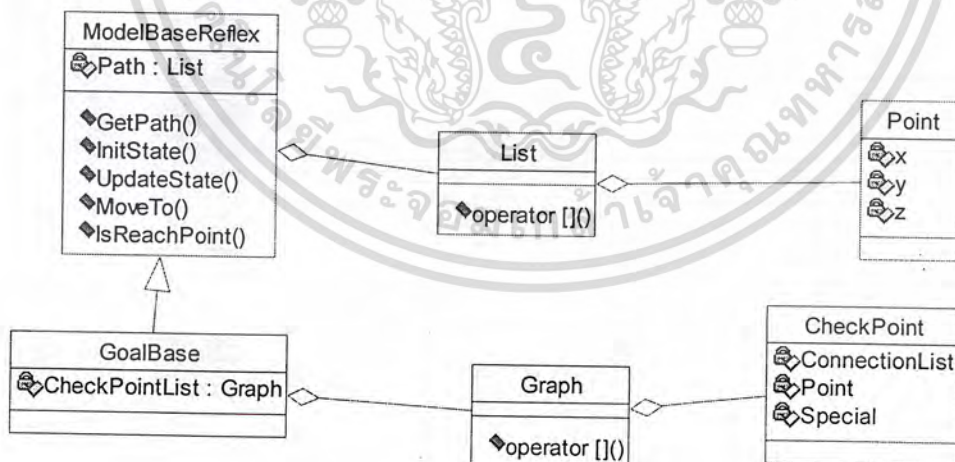 ModelBaseReflex
Path : List
GetPath()
InitState()
UpdateState()
MoveTo()
IsReachPoint()
List
operator []()
Point
x
y
z
GoalBase
CheckPointList : Graph
Graph
operator []()
CheckPoint
ConnectionList
Point
Special